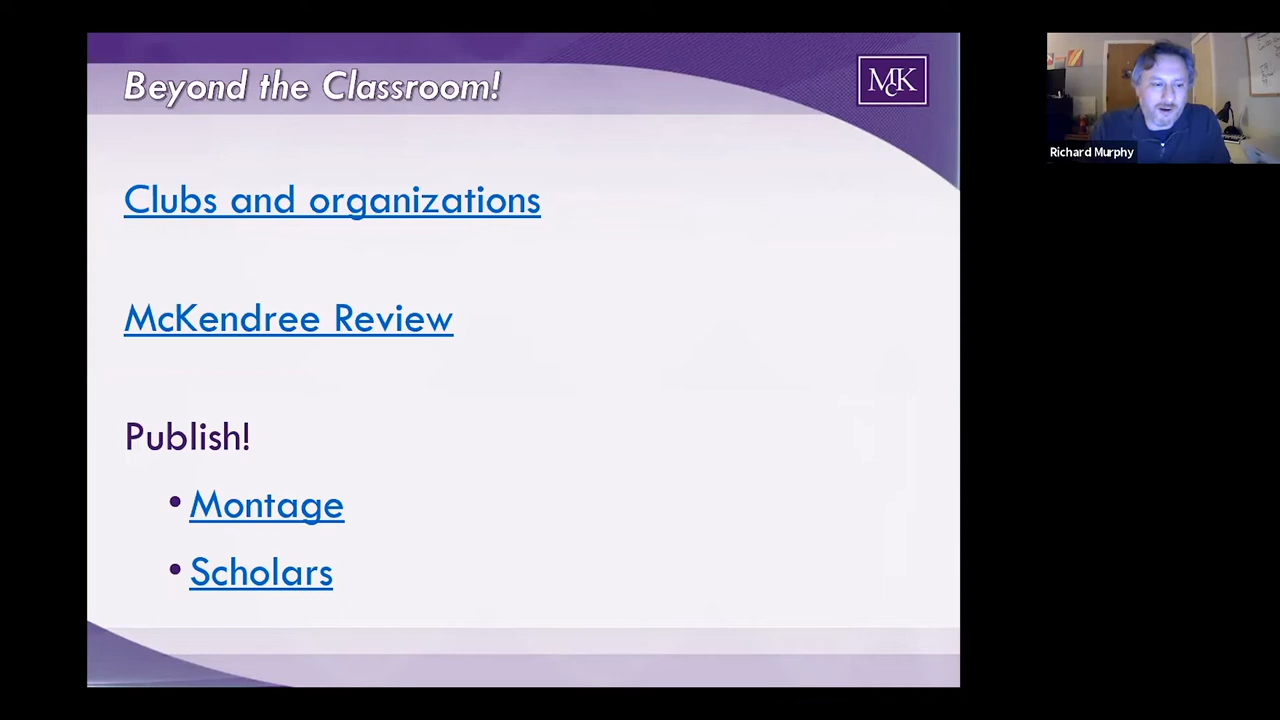 Beyond the Classroom!
McK
Clubs and organizations
McKendree Review
Publish!
• Montage
• Scholars
Richard Murphy